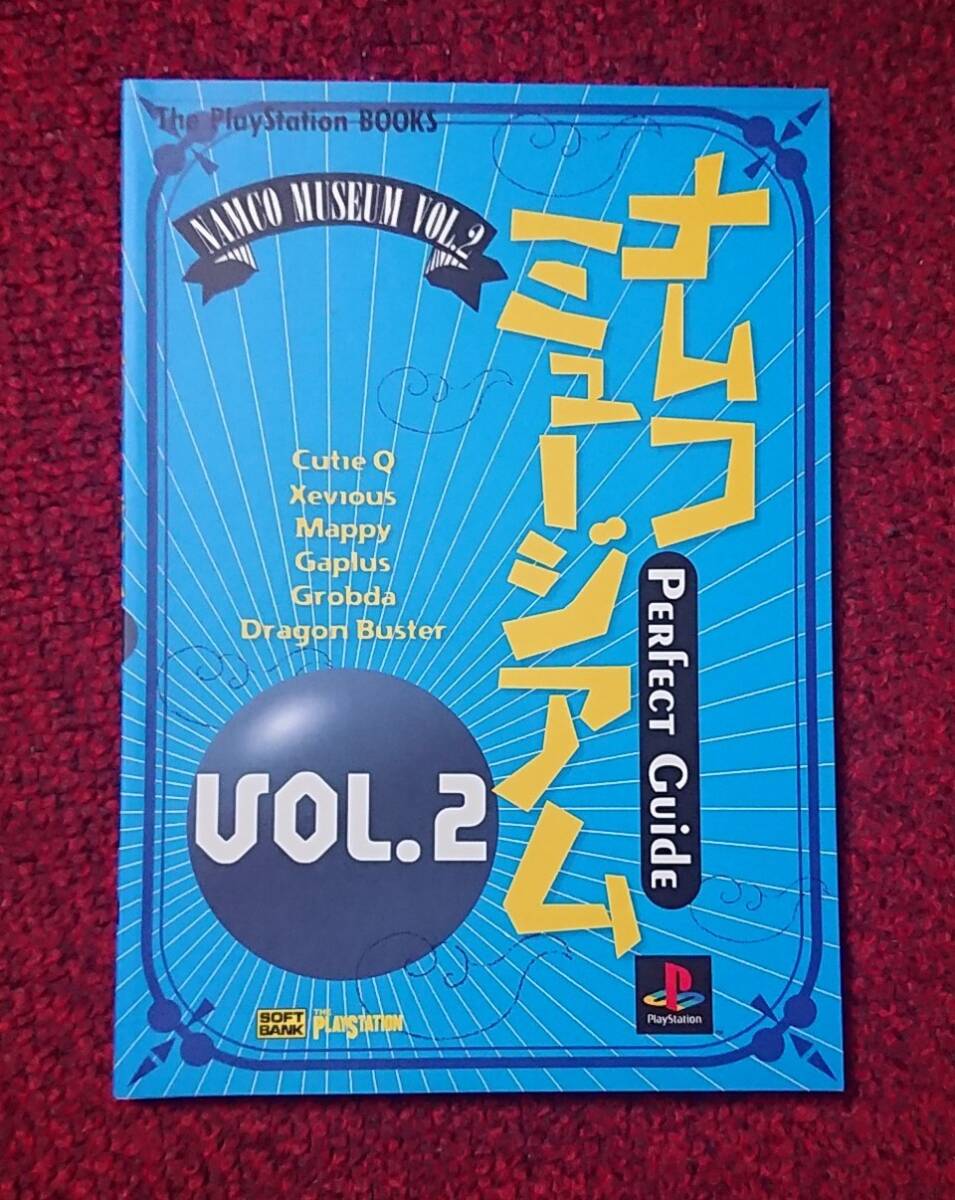 The PlayStation BOOKS
NAMCO MUSEUM VOL.2
ナムコ
ミュージアム
PERFECT GUIDE
Cutie Q
Xevious
Mappy
Gaplus
Grobda
Dragon Buster
VOL.2
SOFT
BANK
THE
PLAYSTATION
PlayStation